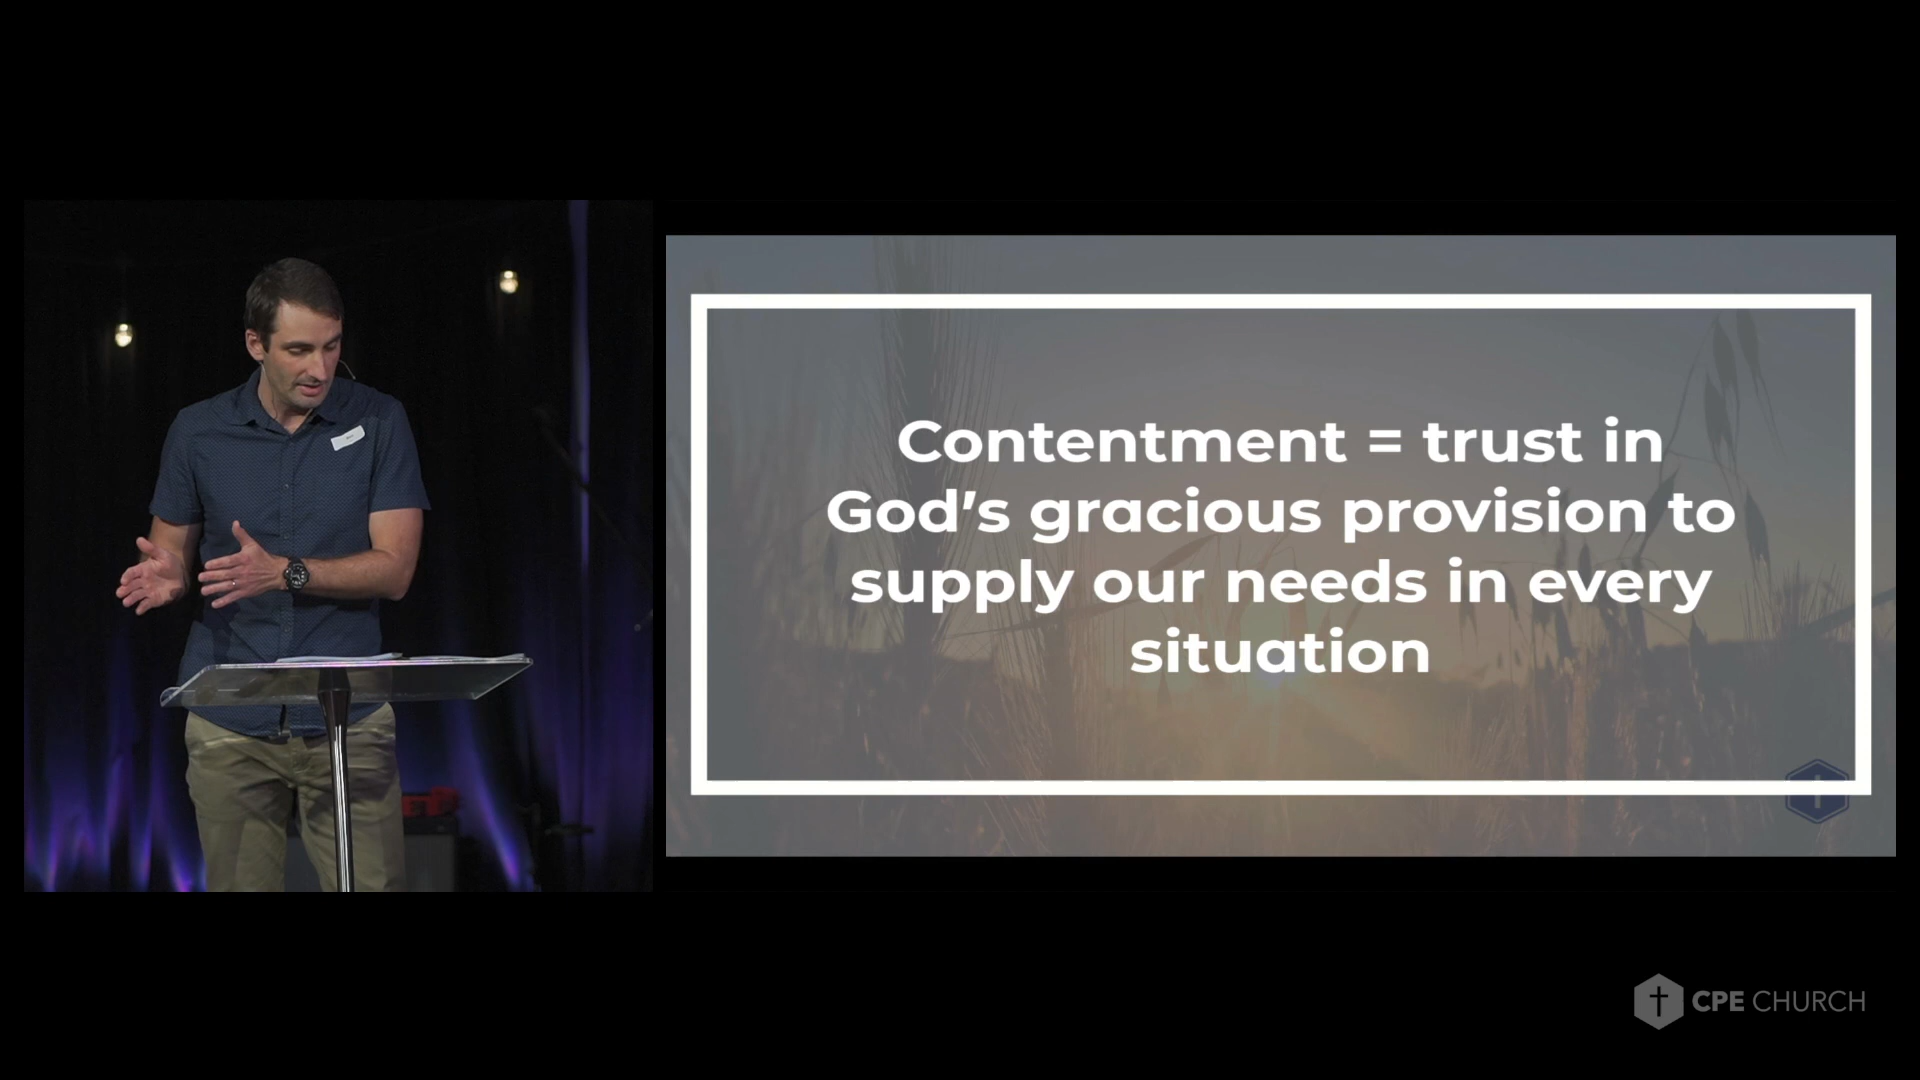 Contentment = trust in
God's gracious provision to
supply our needs in every
situation
CPE CHURCH